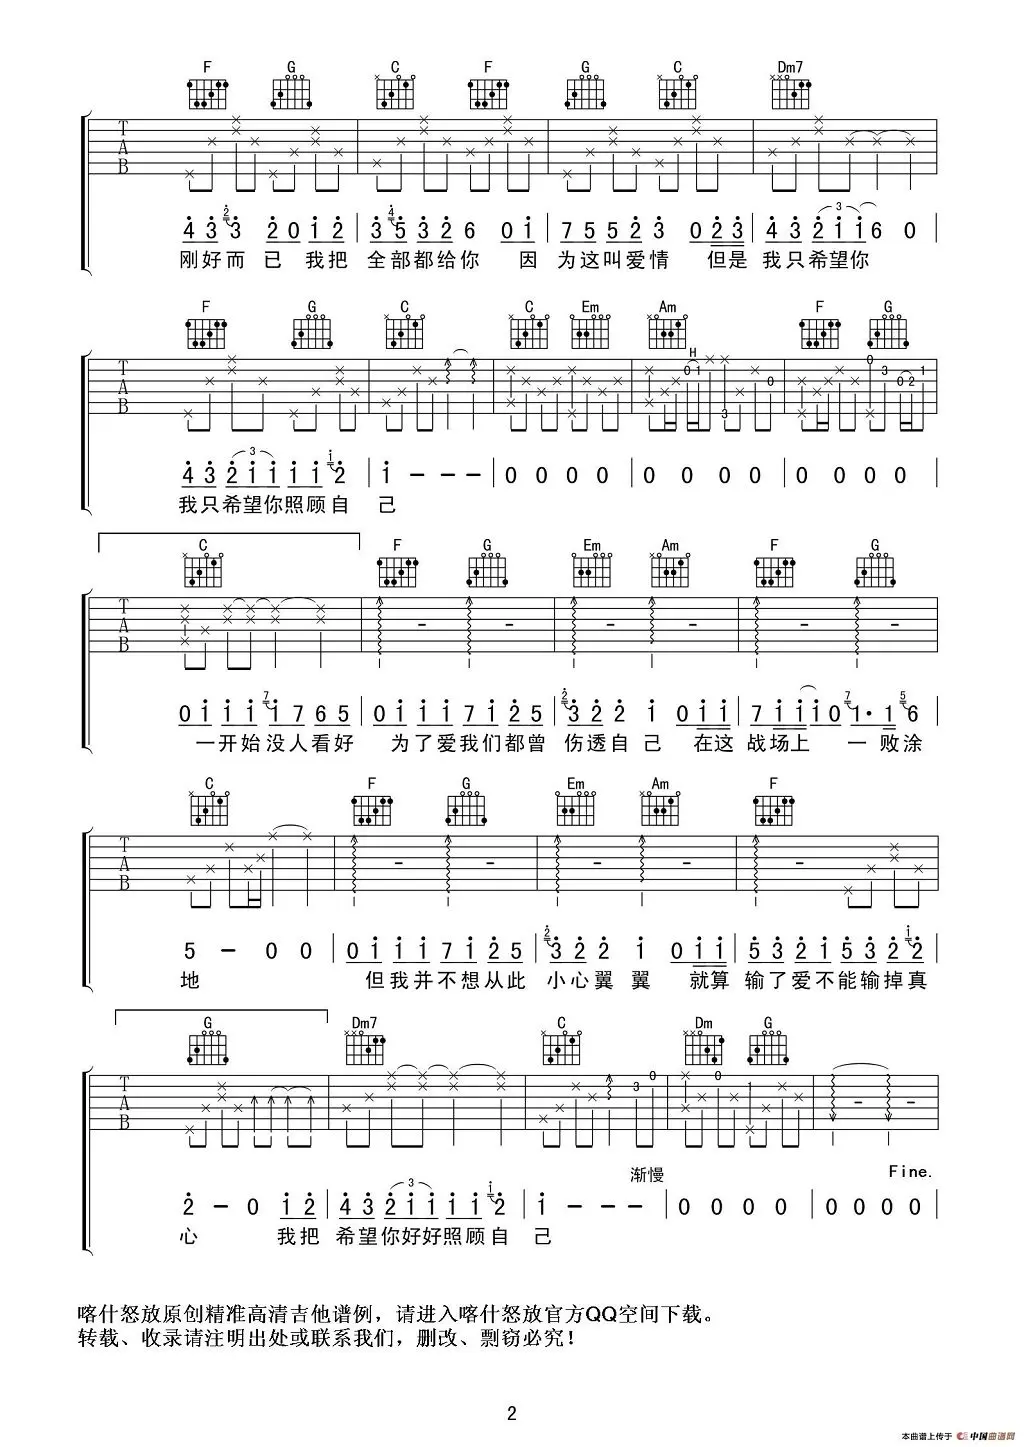 F G C F G C Dm7
T A B
4 3 2 3 2 0 1 2 | 3 4 5 3 2 6 0 1 | 7 5 5 2 3 0 2 3 | 4 3 2 1 1 6 0 |
刚好而 已 我把 全部都给你 因 为这叫爱情 但是 我只希望你
F G C C Em Am F G
T A B
4 3 2 1 1 1 1 1 2 | 1 - - - | 0 0 0 0 | 0 0 0 0 | 0 0 0 0 |
我只希望你照顾自 己
C F G Em Am F G
T A B
0 1 1 1 7 1 7 6 5 | 0 1 1 7 1 2 5 | 2 3 2 2 1 0 1 1 | 7 1 1 1 0 7 1· 1 5 6 |
一开始没人看好 为了爱我们都曾 伤透自己 在这 战场上 一败涂
C F G Em Am F
T A B
5 - 0 0 | 0 1 1 1 7 1 2 5 | 2 3 2 2 1 0 1 1 | 5 3 2 1 5 3 2 1 2 |
地 但我并不想从此 小心翼翼 就算 输了爱不能输掉真
G Dm7 C Dm G
T A B
渐慢 Fine.
2 - 0 1 2 | 4 3 2 1 1 1 1 1 2 | 1 - - - | 0 0 0 0 | 0 0 0 0 |
心 我把 希望你好好照顾自 己
喀什怒放原创精准高清吉他谱例，请进入喀什怒放官方QQ空间下载。
转载、收录请注明出处或联系我们，删改、剽窃必究！
2
本曲谱上传于 中国曲谱网